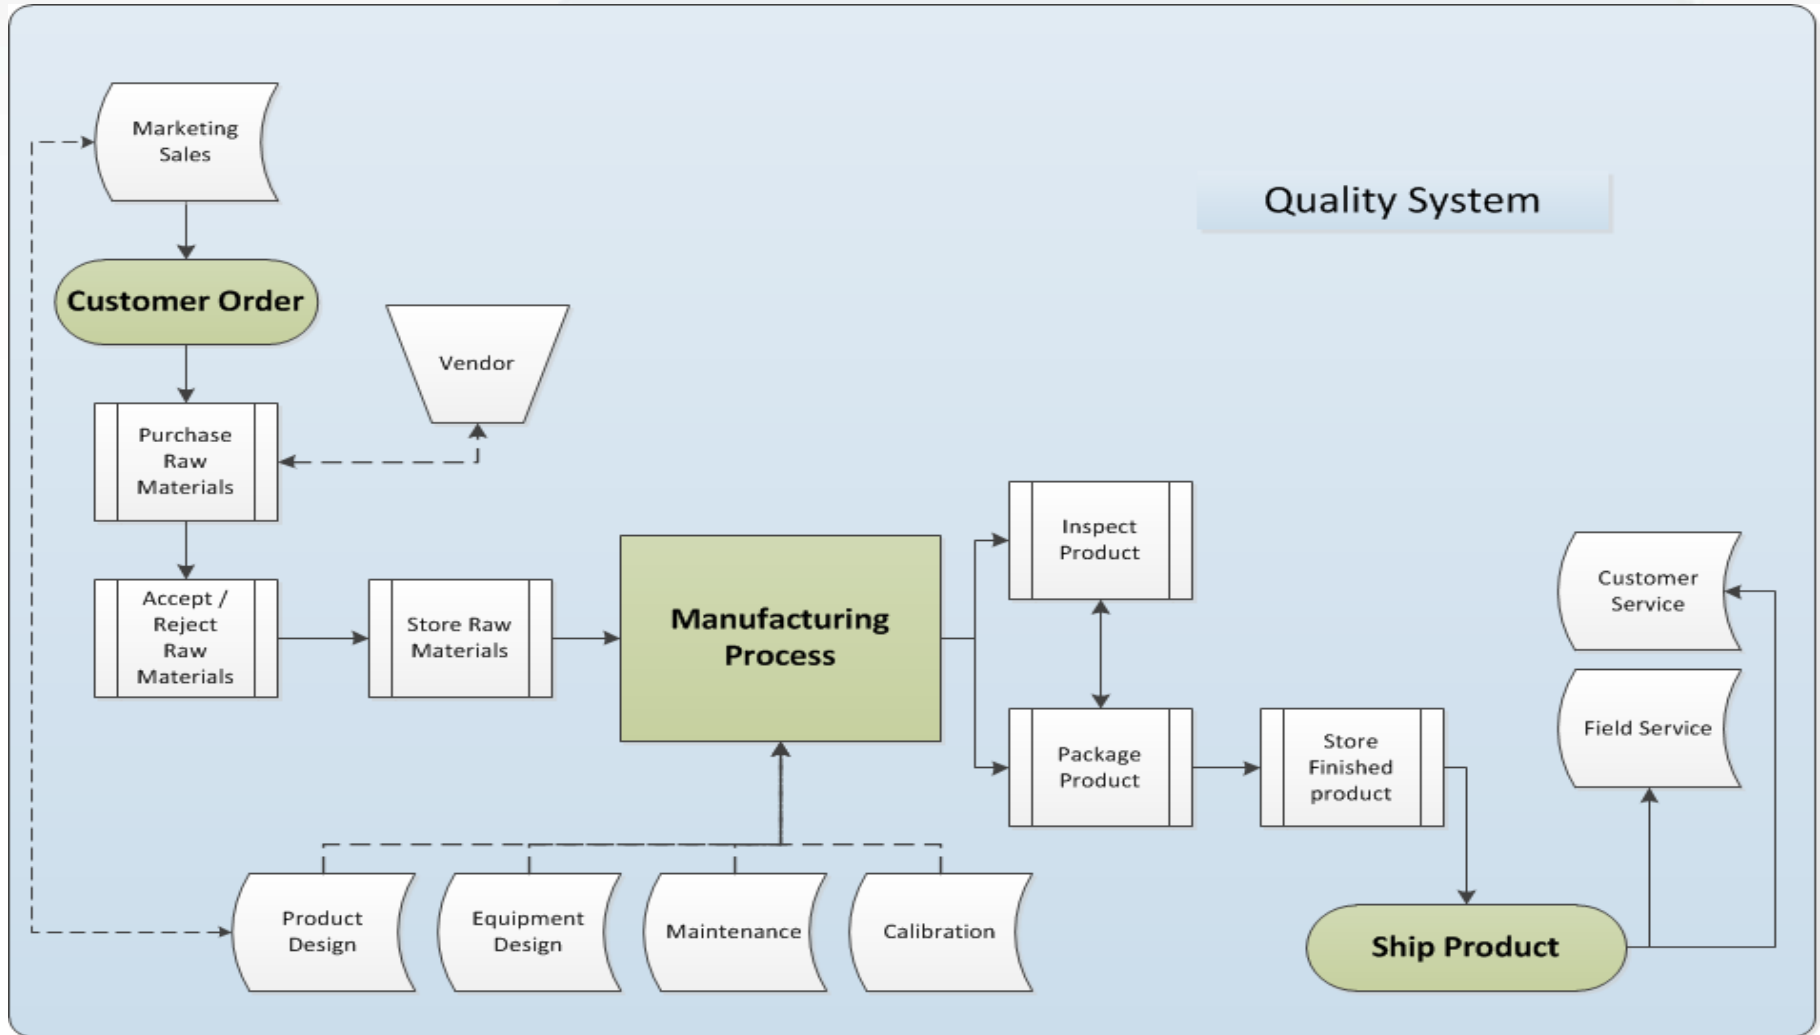 Marketing
Sales
Quality System
Customer Order
Vendor
Purchase
Raw
Materials
Accept /
Reject
Raw
Materials
Store Raw
Materials
Manufacturing
Process
Inspect
Product
Package
Product
Store
Finished
product
Customer
Service
Field Service
Product
Design
Equipment
Design
Maintenance
Calibration
Ship Product